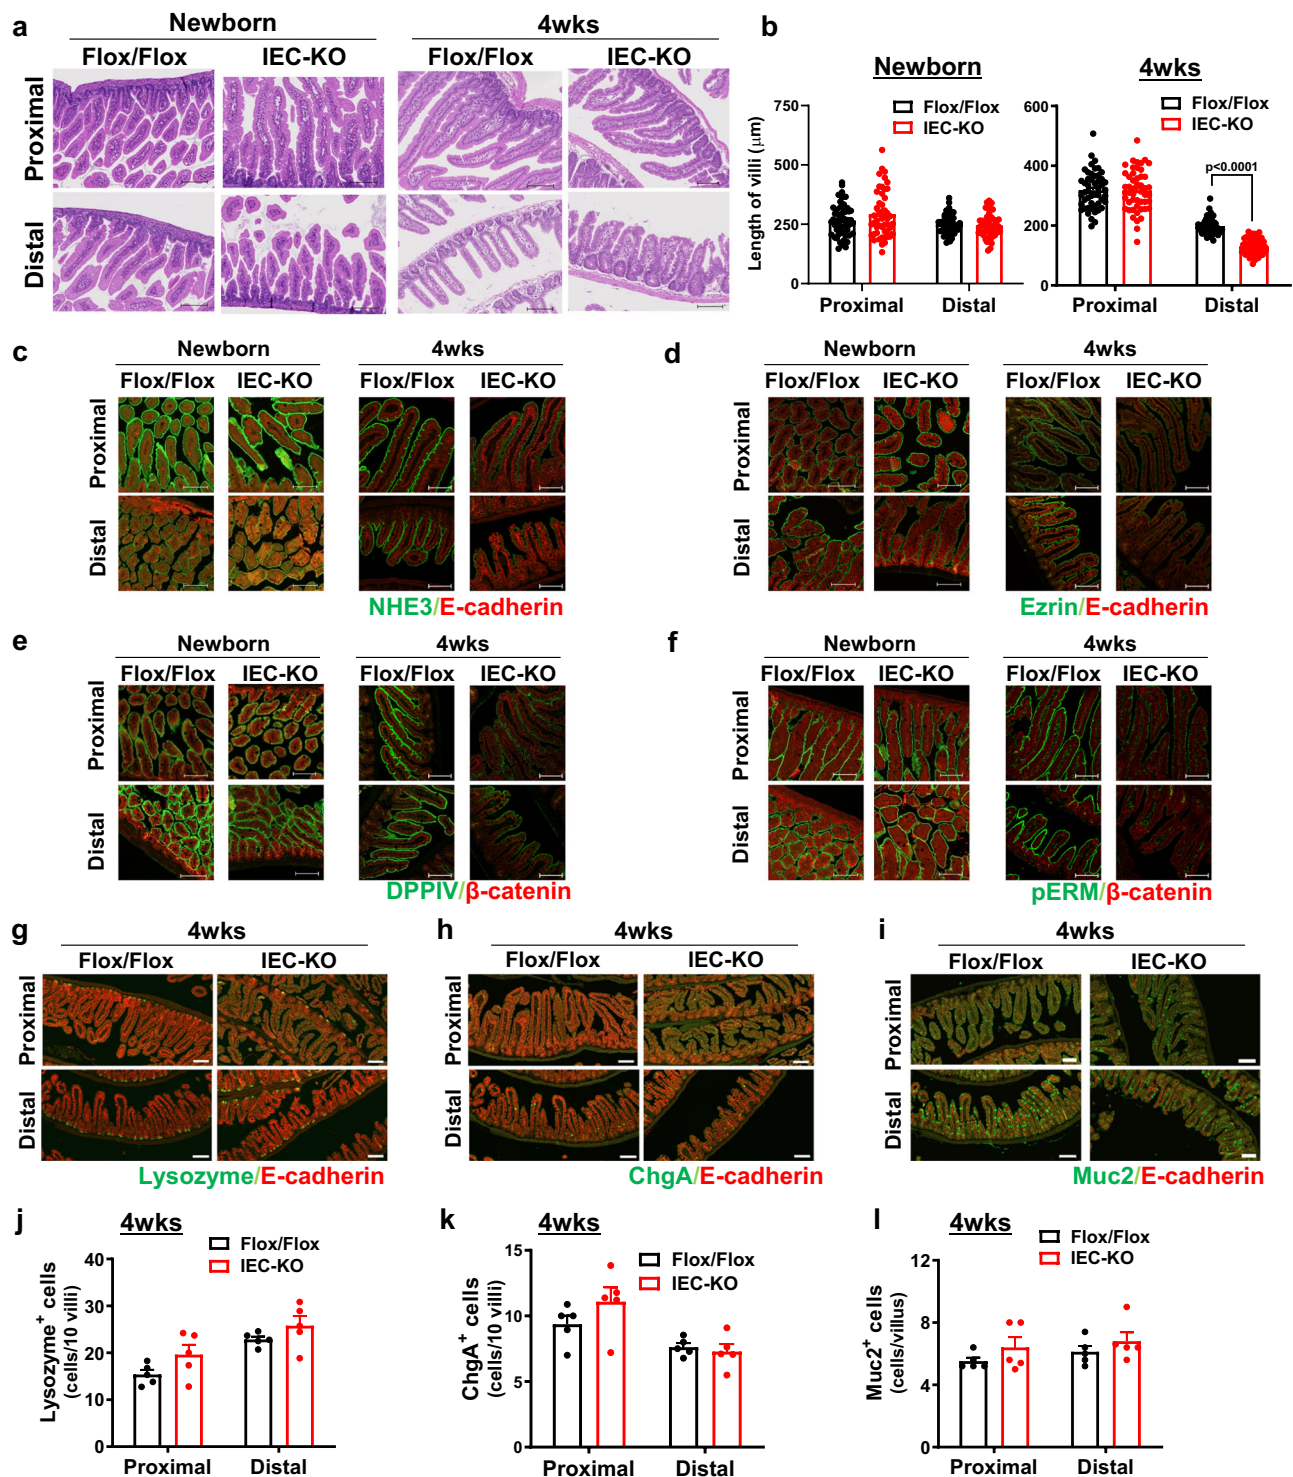 a
Newborn
4wks
Flox/Flox
IEC-KO
Flox/Flox
IEC-KO
Proximal
Distal
b
Newborn
4wks
Flox/Flox
IEC-KO
Flox/Flox
IEC-KO
Length of villi (μm)
750
500
250
0
600
400
200
0
p<0.0001
Proximal
Distal
Proximal
Distal
c
Newborn
4wks
Flox/Flox
IEC-KO
Flox/Flox
IEC-KO
Proximal
Distal
NHE3/E-cadherin
d
Newborn
4wks
Flox/Flox
IEC-KO
Flox/Flox
IEC-KO
Proximal
Distal
Ezrin/E-cadherin
e
Newborn
4wks
Flox/Flox
IEC-KO
Flox/Flox
IEC-KO
Proximal
Distal
DPPIV/β-catenin
f
Newborn
4wks
Flox/Flox
IEC-KO
Flox/Flox
IEC-KO
Proximal
Distal
pERM/β-catenin
g
4wks
Flox/Flox
IEC-KO
Proximal
Distal
Lysozyme/E-cadherin
h
4wks
Flox/Flox
IEC-KO
Proximal
Distal
ChgA/E-cadherin
i
4wks
Flox/Flox
IEC-KO
Proximal
Distal
Muc2/E-cadherin
j
4wks
Flox/Flox
IEC-KO
Lysozyme⁺ cells
(cells/10 villi)
40
30
20
10
0
Proximal
Distal
k
4wks
Flox/Flox
IEC-KO
ChgA⁺ cells
(cells/10 villi)
15
10
5
0
Proximal
Distal
l
4wks
Flox/Flox
IEC-KO
Muc2⁺ cells
(cells/villus)
12
8
4
0
Proximal
Distal